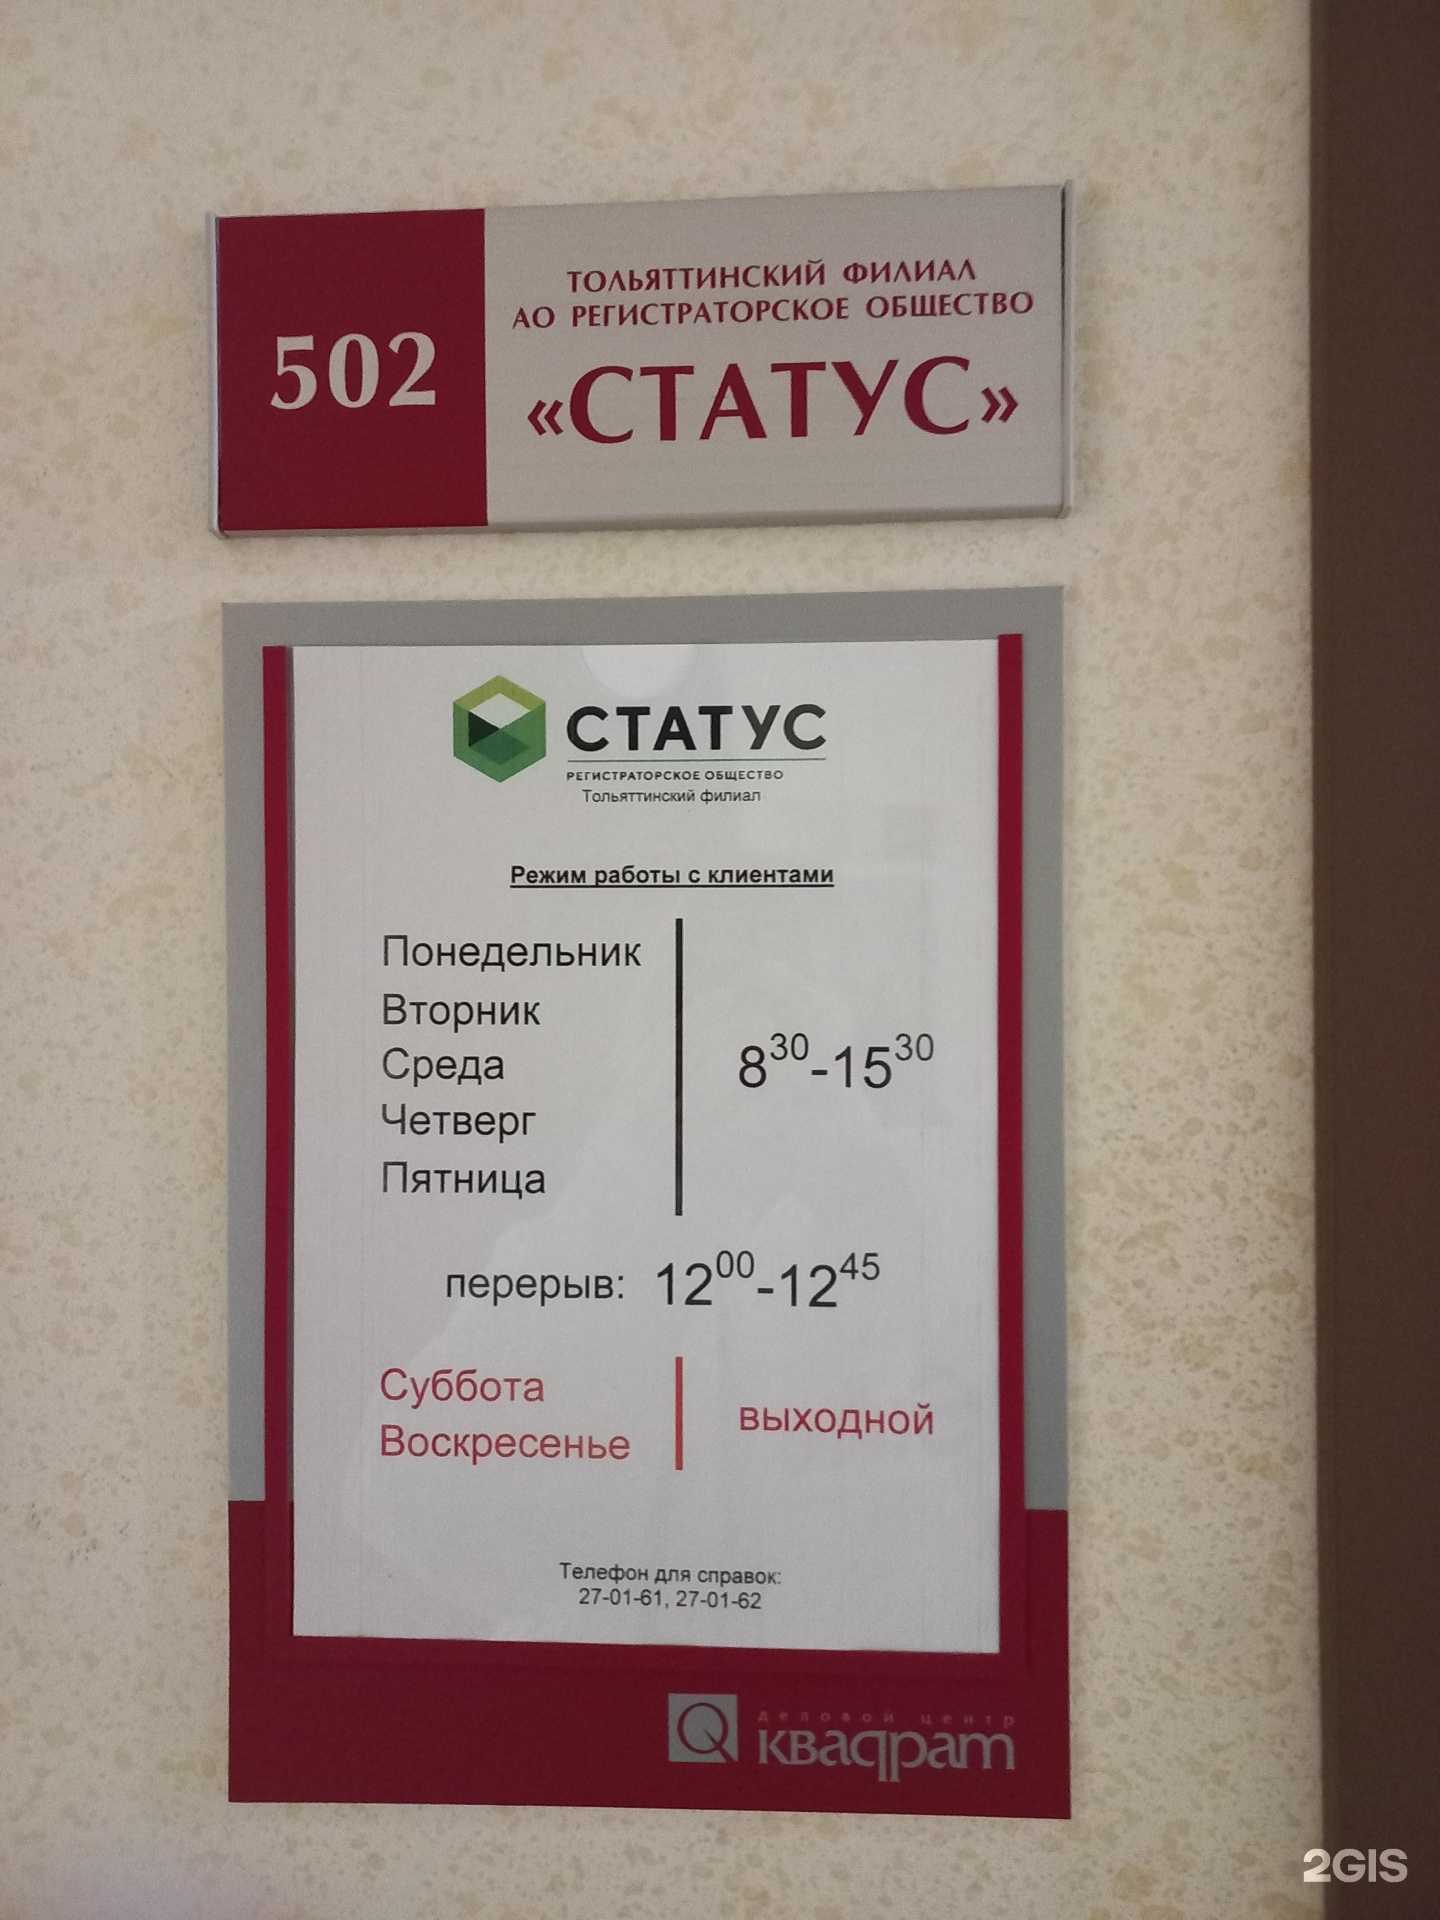 502
ТОЛЬЯТТИНСКИЙ ФИЛИАЛ
АО РЕГИСТРАТОРСКОЕ ОБЩЕСТВО
«СТАТУС»
СТАТУС
РЕГИСТРАТОРСКОЕ ОБЩЕСТВО
Тольяттинский филиал
Режим работы с клиентами
Понедельник
Вторник
Среда
Четверг
Пятница
8³⁰-15³⁰
перерыв: 12⁰⁰-12⁴⁵
Суббота
Воскресенье
выходной
Телефон для справок:
27-01-61, 27-01-62
деловой центр
квадрат
2GIS